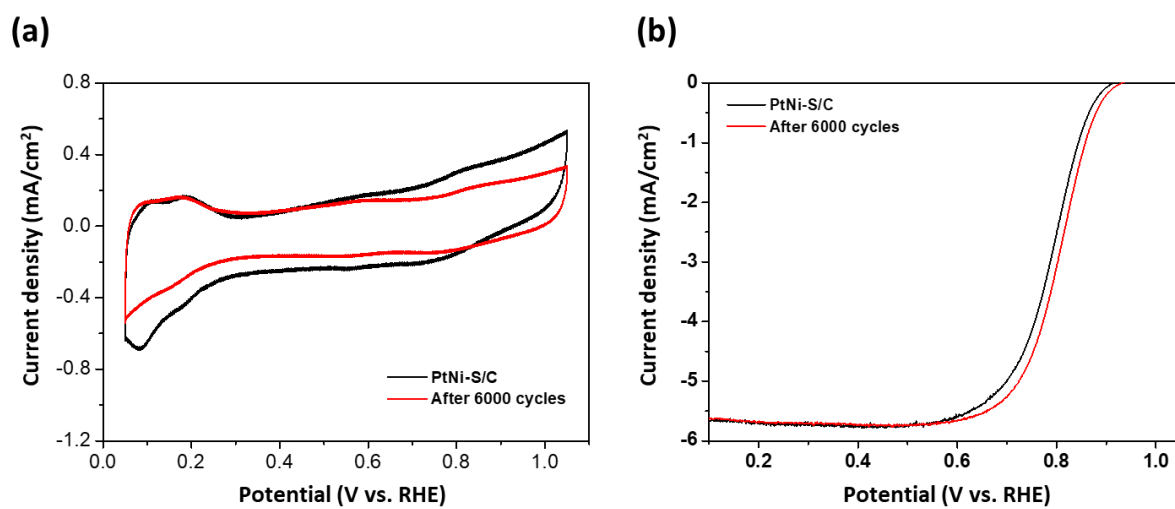 (a)
0.8
0.4
0.0
-0.4
-0.8
-1.2
Current density (mA/cm²)
PtNi-S/C
After 6000 cycles
0.0 0.2 0.4 0.6 0.8 1.0
Potential (V vs. RHE)
(b)
0
-1
-2
-3
-4
-5
-6
Current density (mA/cm²)
PtNi-S/C
After 6000 cycles
0.2 0.4 0.6 0.8 1.0
Potential (V vs. RHE)